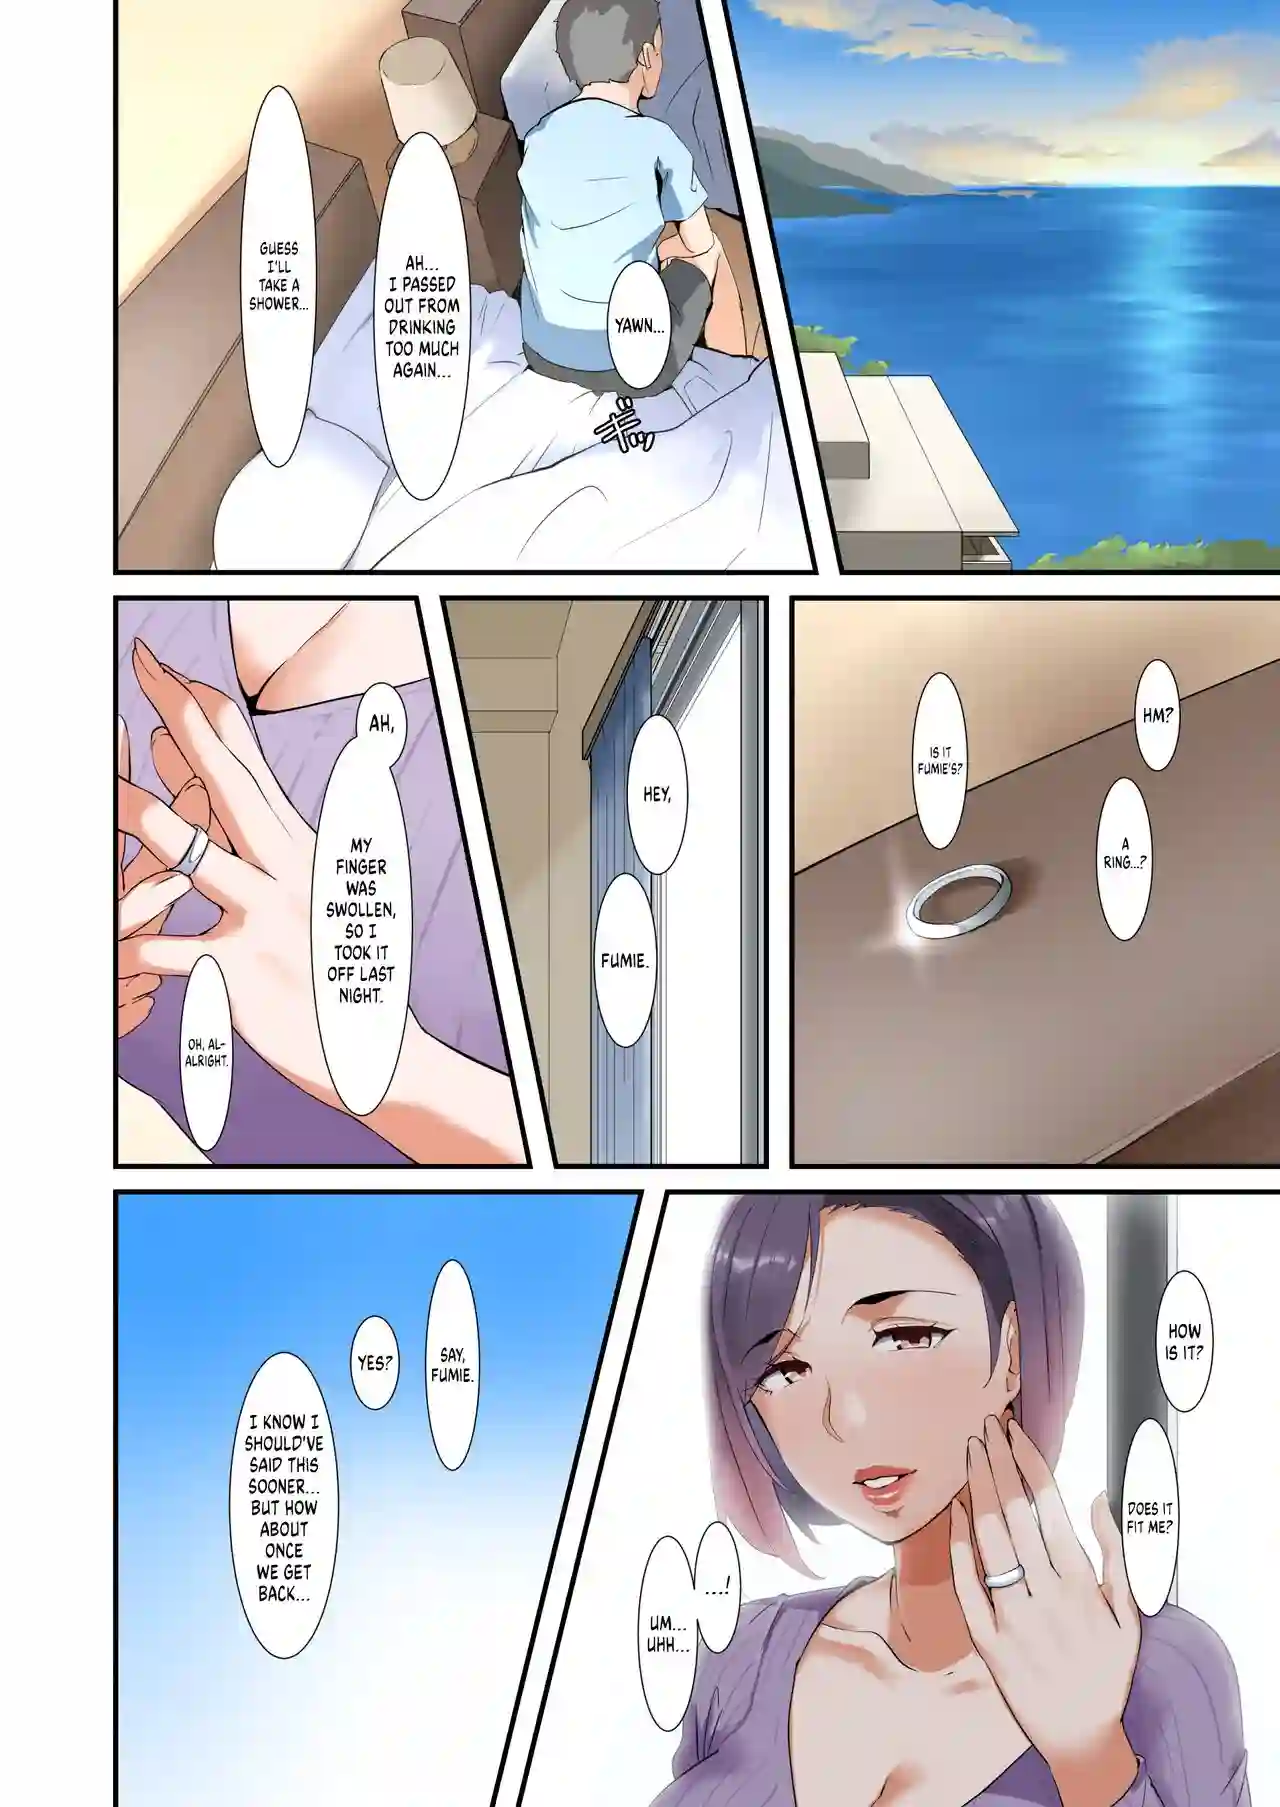 YAWN...
ギッ
AH...
I PASSED
OUT FROM
DRINKING
TOO MUCH
AGAIN...
GUESS
I'LL
TAKE A
SHOWER...
HM?
A
RING...?
IS IT
FUMIE'S?
HEY,
FUMIE.
AH,
MY
FINGER
WAS
SWOLLEN,
SO I
TOOK IT
OFF LAST
NIGHT.
OH, AL-
ALRIGHT.
HOW
IS IT?
DOES IT
FIT ME?
...!
UM...
UHH...
SAY,
FUMIE.
YES?
I KNOW I
SHOULD'VE
SAID THIS
SOONER...
BUT HOW
ABOUT
ONCE
WE GET
BACK...